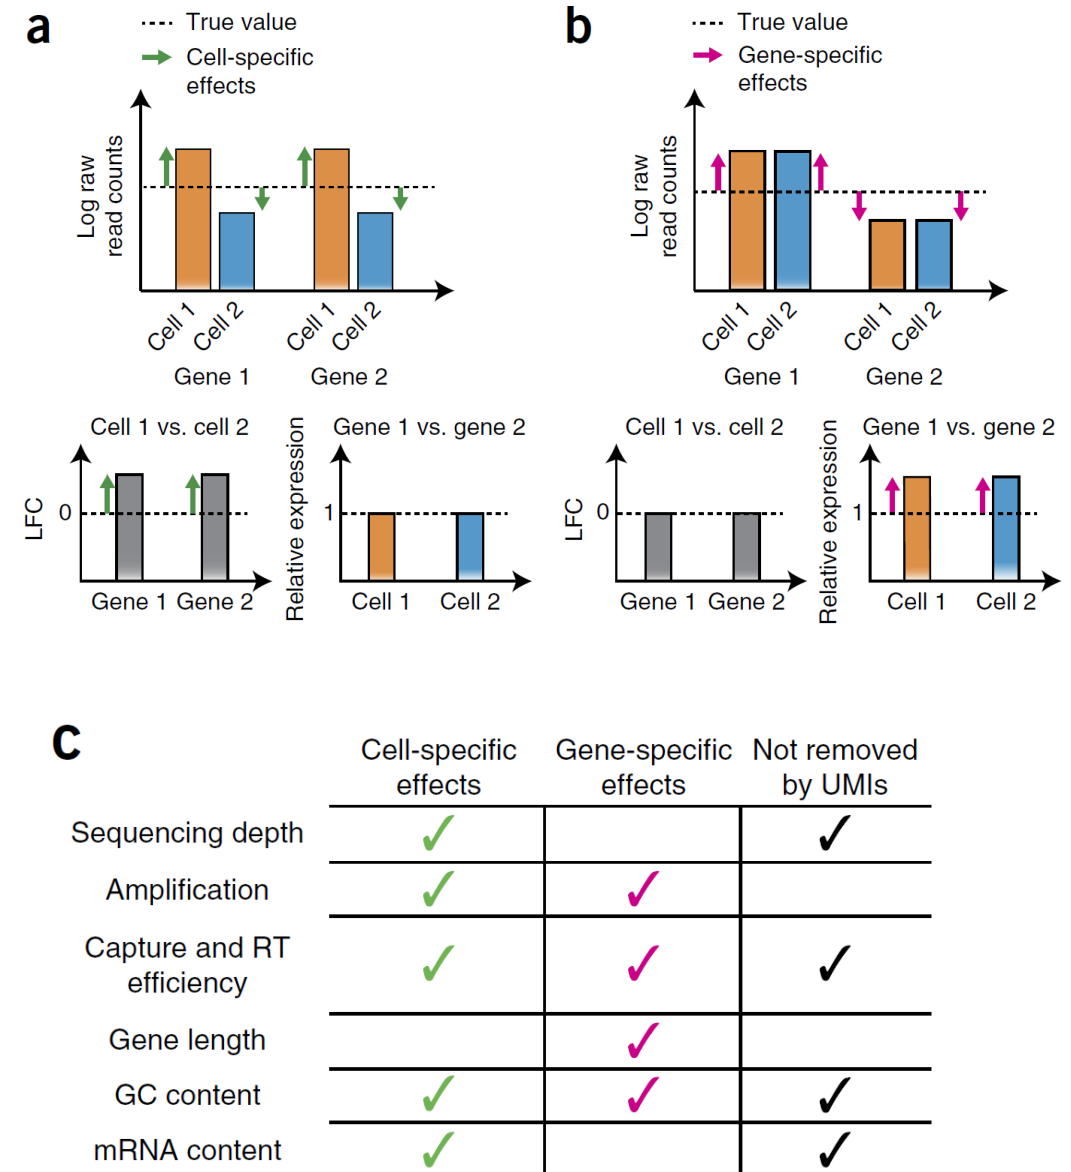 a
True value
Cell-specific
effects
Log raw
read counts
Cell 1
Cell 2
Cell 1
Cell 2
Gene 1
Gene 2
Cell 1 vs. cell 2
LFC
0
Gene 1
Gene 2
Gene 1 vs. gene 2
Relative expression
1
Cell 1
Cell 2
b
True value
Gene-specific
effects
Log raw
read counts
Cell 1
Cell 2
Cell 1
Cell 2
Gene 1
Gene 2
Cell 1 vs. cell 2
LFC
0
Gene 1
Gene 2
Gene 1 vs. gene 2
Relative expression
1
Cell 1
Cell 2
c
Cell-specific
effects
Gene-specific
effects
Not removed
by UMIs
Sequencing depth
✓
✓
Amplification
✓
✓
Capture and RT
efficiency
✓
✓
✓
Gene length
✓
GC content
✓
✓
✓
mRNA content
✓
✓